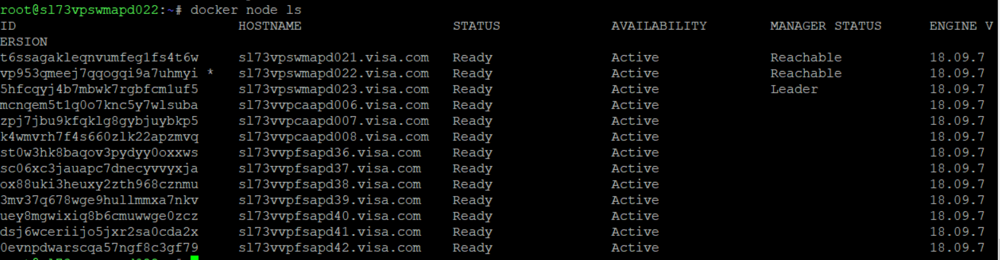 root@sl73vpswmapd022:~# docker node ls
ID HOSTNAME STATUS AVAILABILITY MANAGER STATUS ENGINE V
ERSION
t6ssagakleqnvumfeg1fs4t6w sl73vpswmapd021.visa.com Ready Active Reachable 18.09.7
vp953qmeej7qqogqi9a7uhmyi * sl73vpswmapd022.visa.com Ready Active Reachable 18.09.7
5hfcqyj4b7mbwk7rgbfcm1uf5 sl73vpswmapd023.visa.com Ready Active Leader 18.09.7
mcnqem5t1q0o7knc5y7wlsuba sl73vvpcaapd006.visa.com Ready Active 18.09.7
zpj7jbu9kfqklg8gybjuybkp5 sl73vvpcaapd007.visa.com Ready Active 18.09.7
k4wmvrh7f4s660zlk22apzmvq sl73vvpcaapd008.visa.com Ready Active 18.09.7
st0w3hk8baqov3pydyy0oxxws sl73vvpfsapd36.visa.com Ready Active 18.09.7
sc06xc3jauapc7dnecyvvyxja sl73vvpfsapd37.visa.com Ready Active 18.09.7
ox88uki3heuxy2zth968cznmu sl73vvpfsapd38.visa.com Ready Active 18.09.7
3mv37q678wge9hullmmxa7nkv sl73vvpfsapd39.visa.com Ready Active 18.09.7
uey8mgwixiq8b6cmuwwge0zcz sl73vvpfsapd40.visa.com Ready Active 18.09.7
dsj6wceriijo5jxr2sa0cda2x sl73vvpfsapd41.visa.com Ready Active 18.09.7
0evnpdwarscqa57ngf8c3gf79 sl73vvpfsapd42.visa.com Ready Active 18.09.7